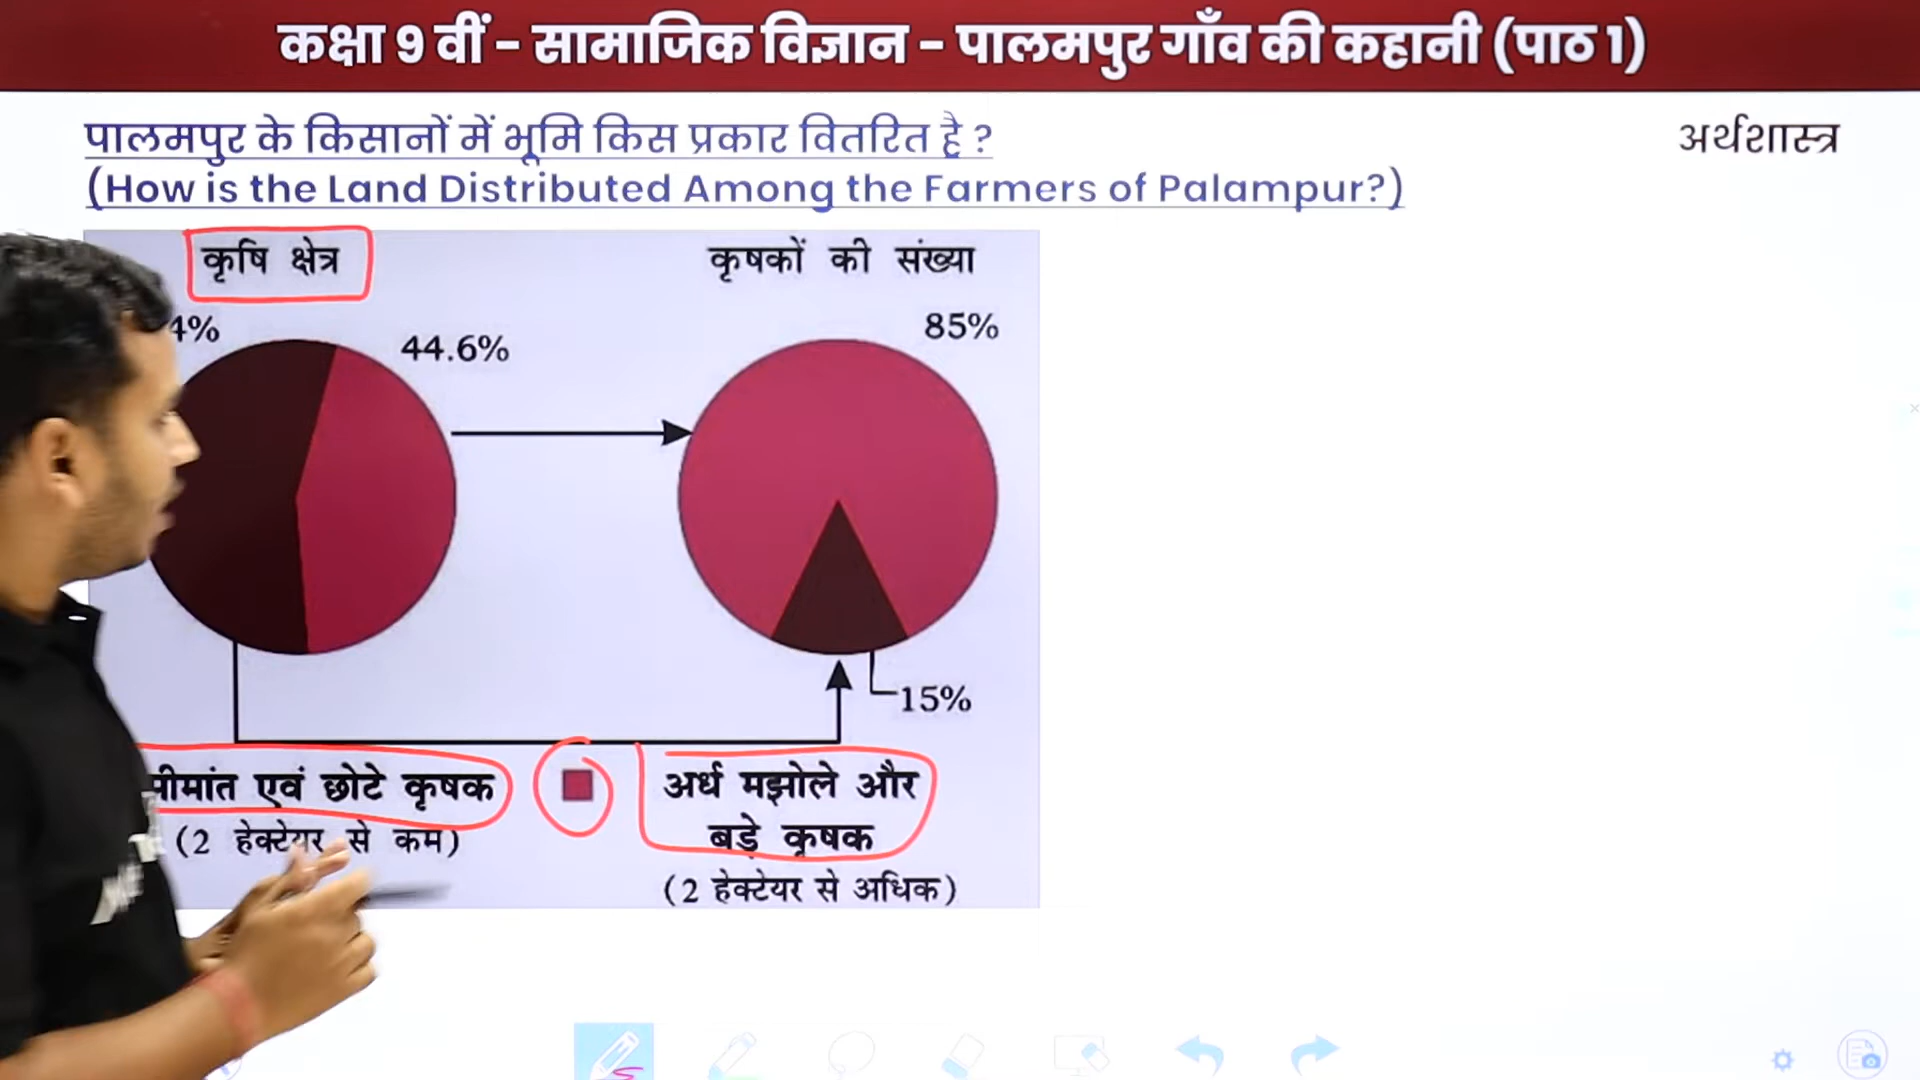 कक्षा 9 वीं - सामाजिक विज्ञान - पालमपुर गाँव की कहानी (पाठ 1)
पालमपुर के किसानों में भूमि किस प्रकार वितरित है ?
अर्थशास्त्र
(How is the Land Distributed Among the Farmers of Palampur?)
कृषि क्षेत्र
कृषकों की संख्या
4%
44.6%
85%
15%
एवं छोटे कृषक
(2 हेक्टेयर से कम)
अर्ध मझोले और
बड़े कृषक
(2 हेक्टेयर से अधिक)